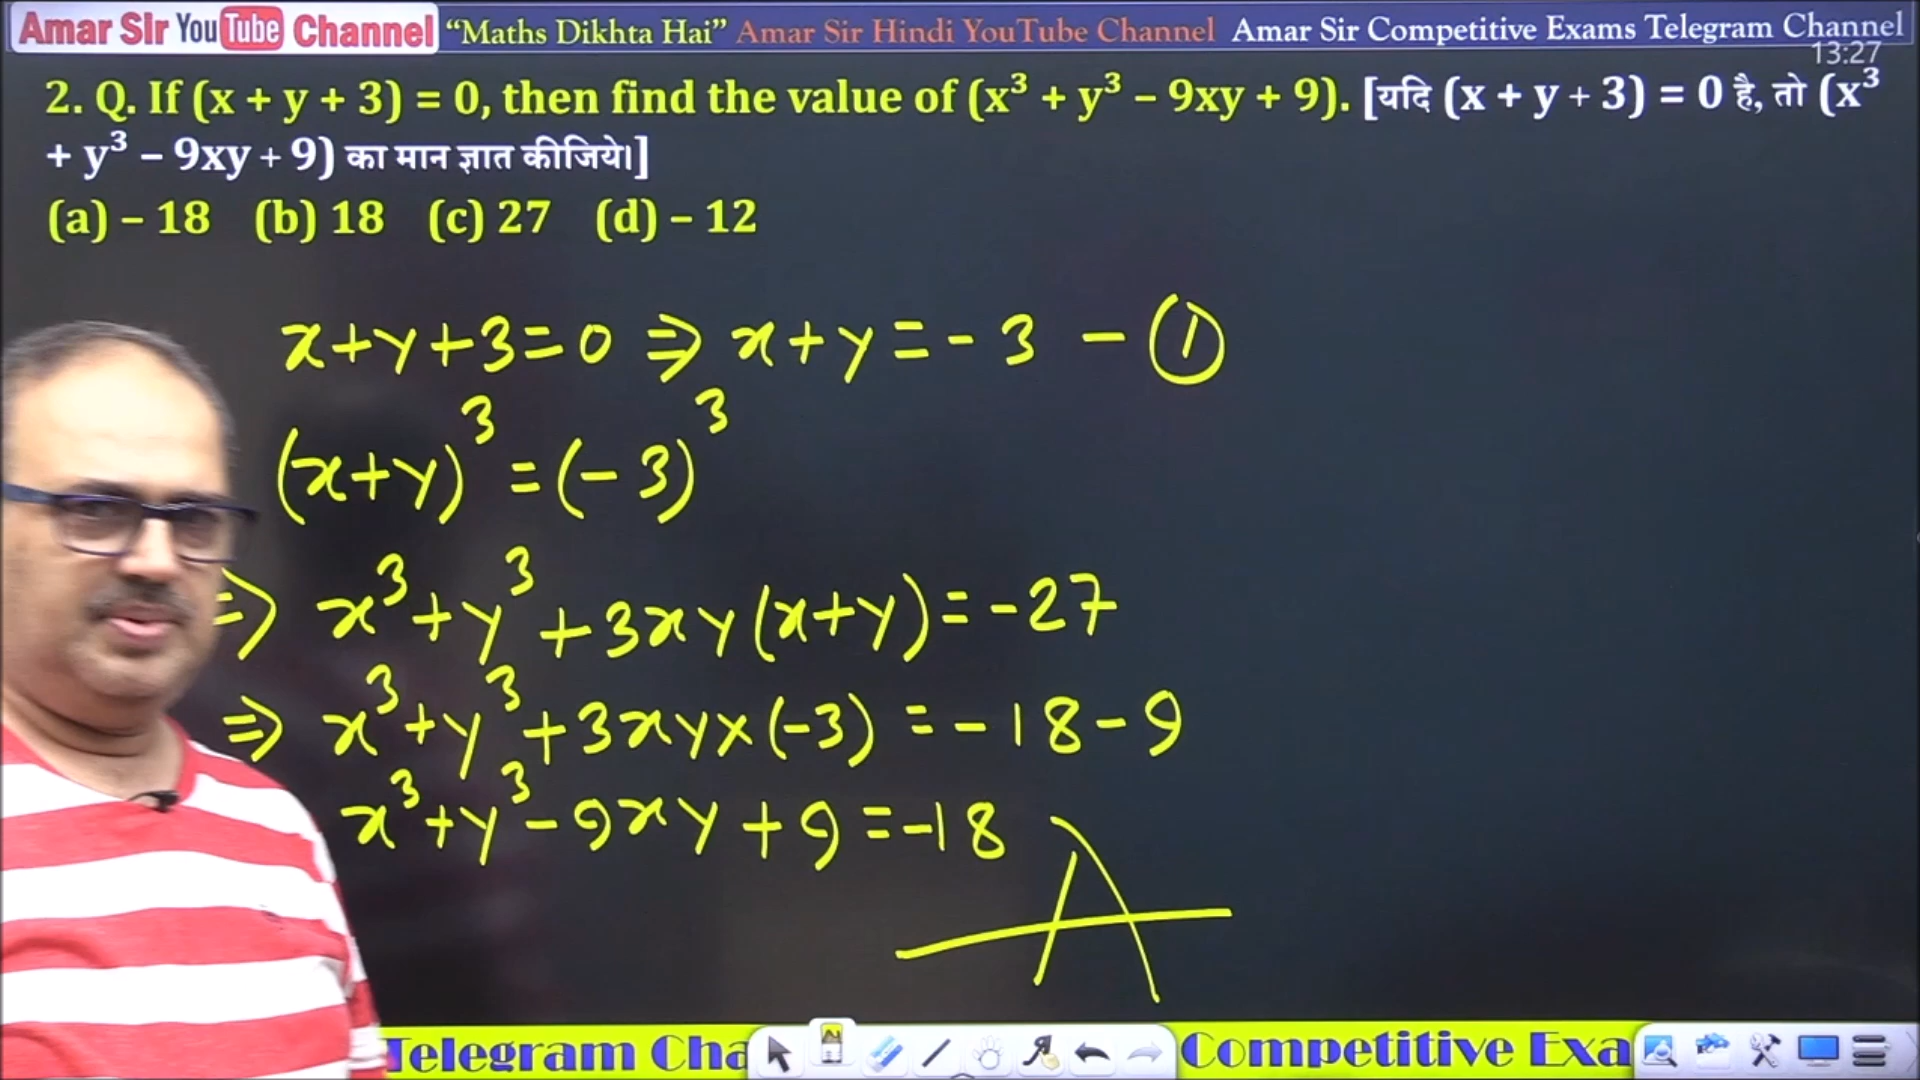 Amar Sir YouTube Channel "Maths Dikhta Hai" Amar Sir Hindi YouTube Channel Amar Sir Competitive Exams Telegram Channel
13:27
2. Q. If (x + y + 3) = 0, then find the value of (x³ + y³ – 9xy + 9). [यदि (x + y + 3) = 0 है, तो (x³
+ y³ – 9xy + 9) का मान ज्ञात कीजिये।]
(a) – 18 (b) 18 (c) 27 (d) – 12
x+y+3=0 ⇒ x+y=-3 – ①
(x+y)³ = (-3)³
⇒ x³+y³+3xy(x+y)=-27
⇒ x³+y³+3xy×(-3) = -18-9
x³+y³-9xy+9=-18
A
Telegram Cha Competitive Exa